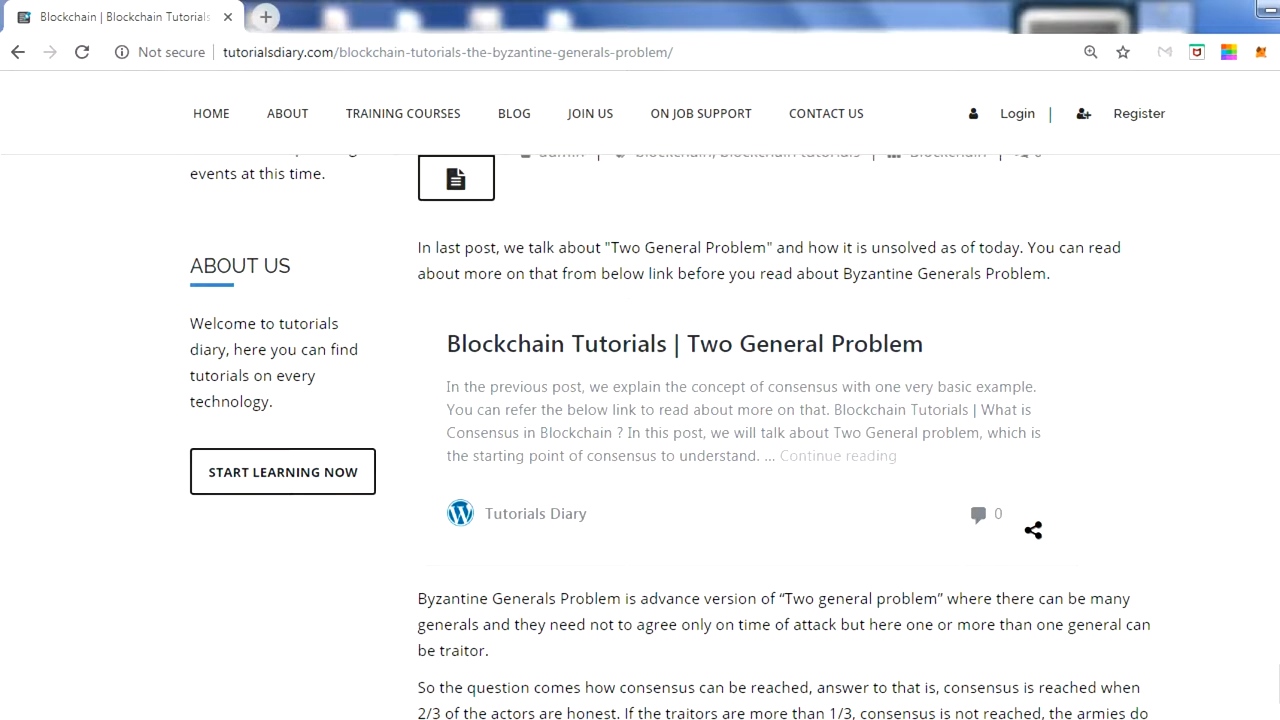 Blockchain | Blockchain Tutorials
Not secure
tutorialsdiary.com/blockchain-tutorials-the-byzantine-generals-problem/
HOME ABOUT TRAINING COURSES BLOG JOIN US ON JOB SUPPORT CONTACT US Login | Register
events at this time.
ABOUT US
Welcome to tutorials
diary, here you can find
tutorials on every
technology.
START LEARNING NOW
admin | blockchain, blockchain tutorials | Blockchain |
In last post, we talk about "Two General Problem" and how it is unsolved as of today. You can read
about more on that from below link before you read about Byzantine Generals Problem.
Blockchain Tutorials | Two General Problem
In the previous post, we explain the concept of consensus with one very basic example.
You can refer the below link to read about more on that. Blockchain Tutorials | What is
Consensus in Blockchain ? In this post, we will talk about Two General problem, which is
the starting point of consensus to understand. ... Continue reading
Tutorials Diary 0
Byzantine Generals Problem is advance version of “Two general problem” where there can be many
generals and they need not to agree only on time of attack but here one or more than one general can
be traitor.
So the question comes how consensus can be reached, answer to that is, consensus is reached when
2/3 of the actors are honest. If the traitors are more than 1/3, consensus is not reached, the armies do